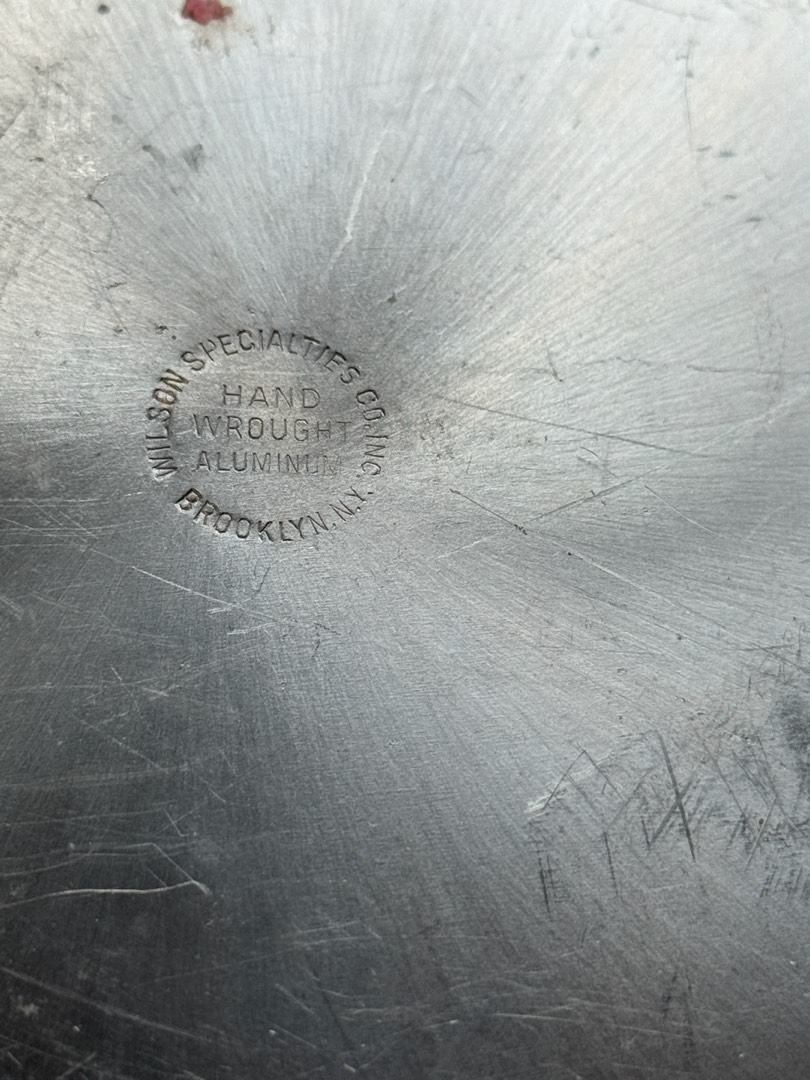 WILSON SPECIALTIES CO. INC.
HAND
WROUGHT
ALUMINUM
BROOKLYN. N.Y.